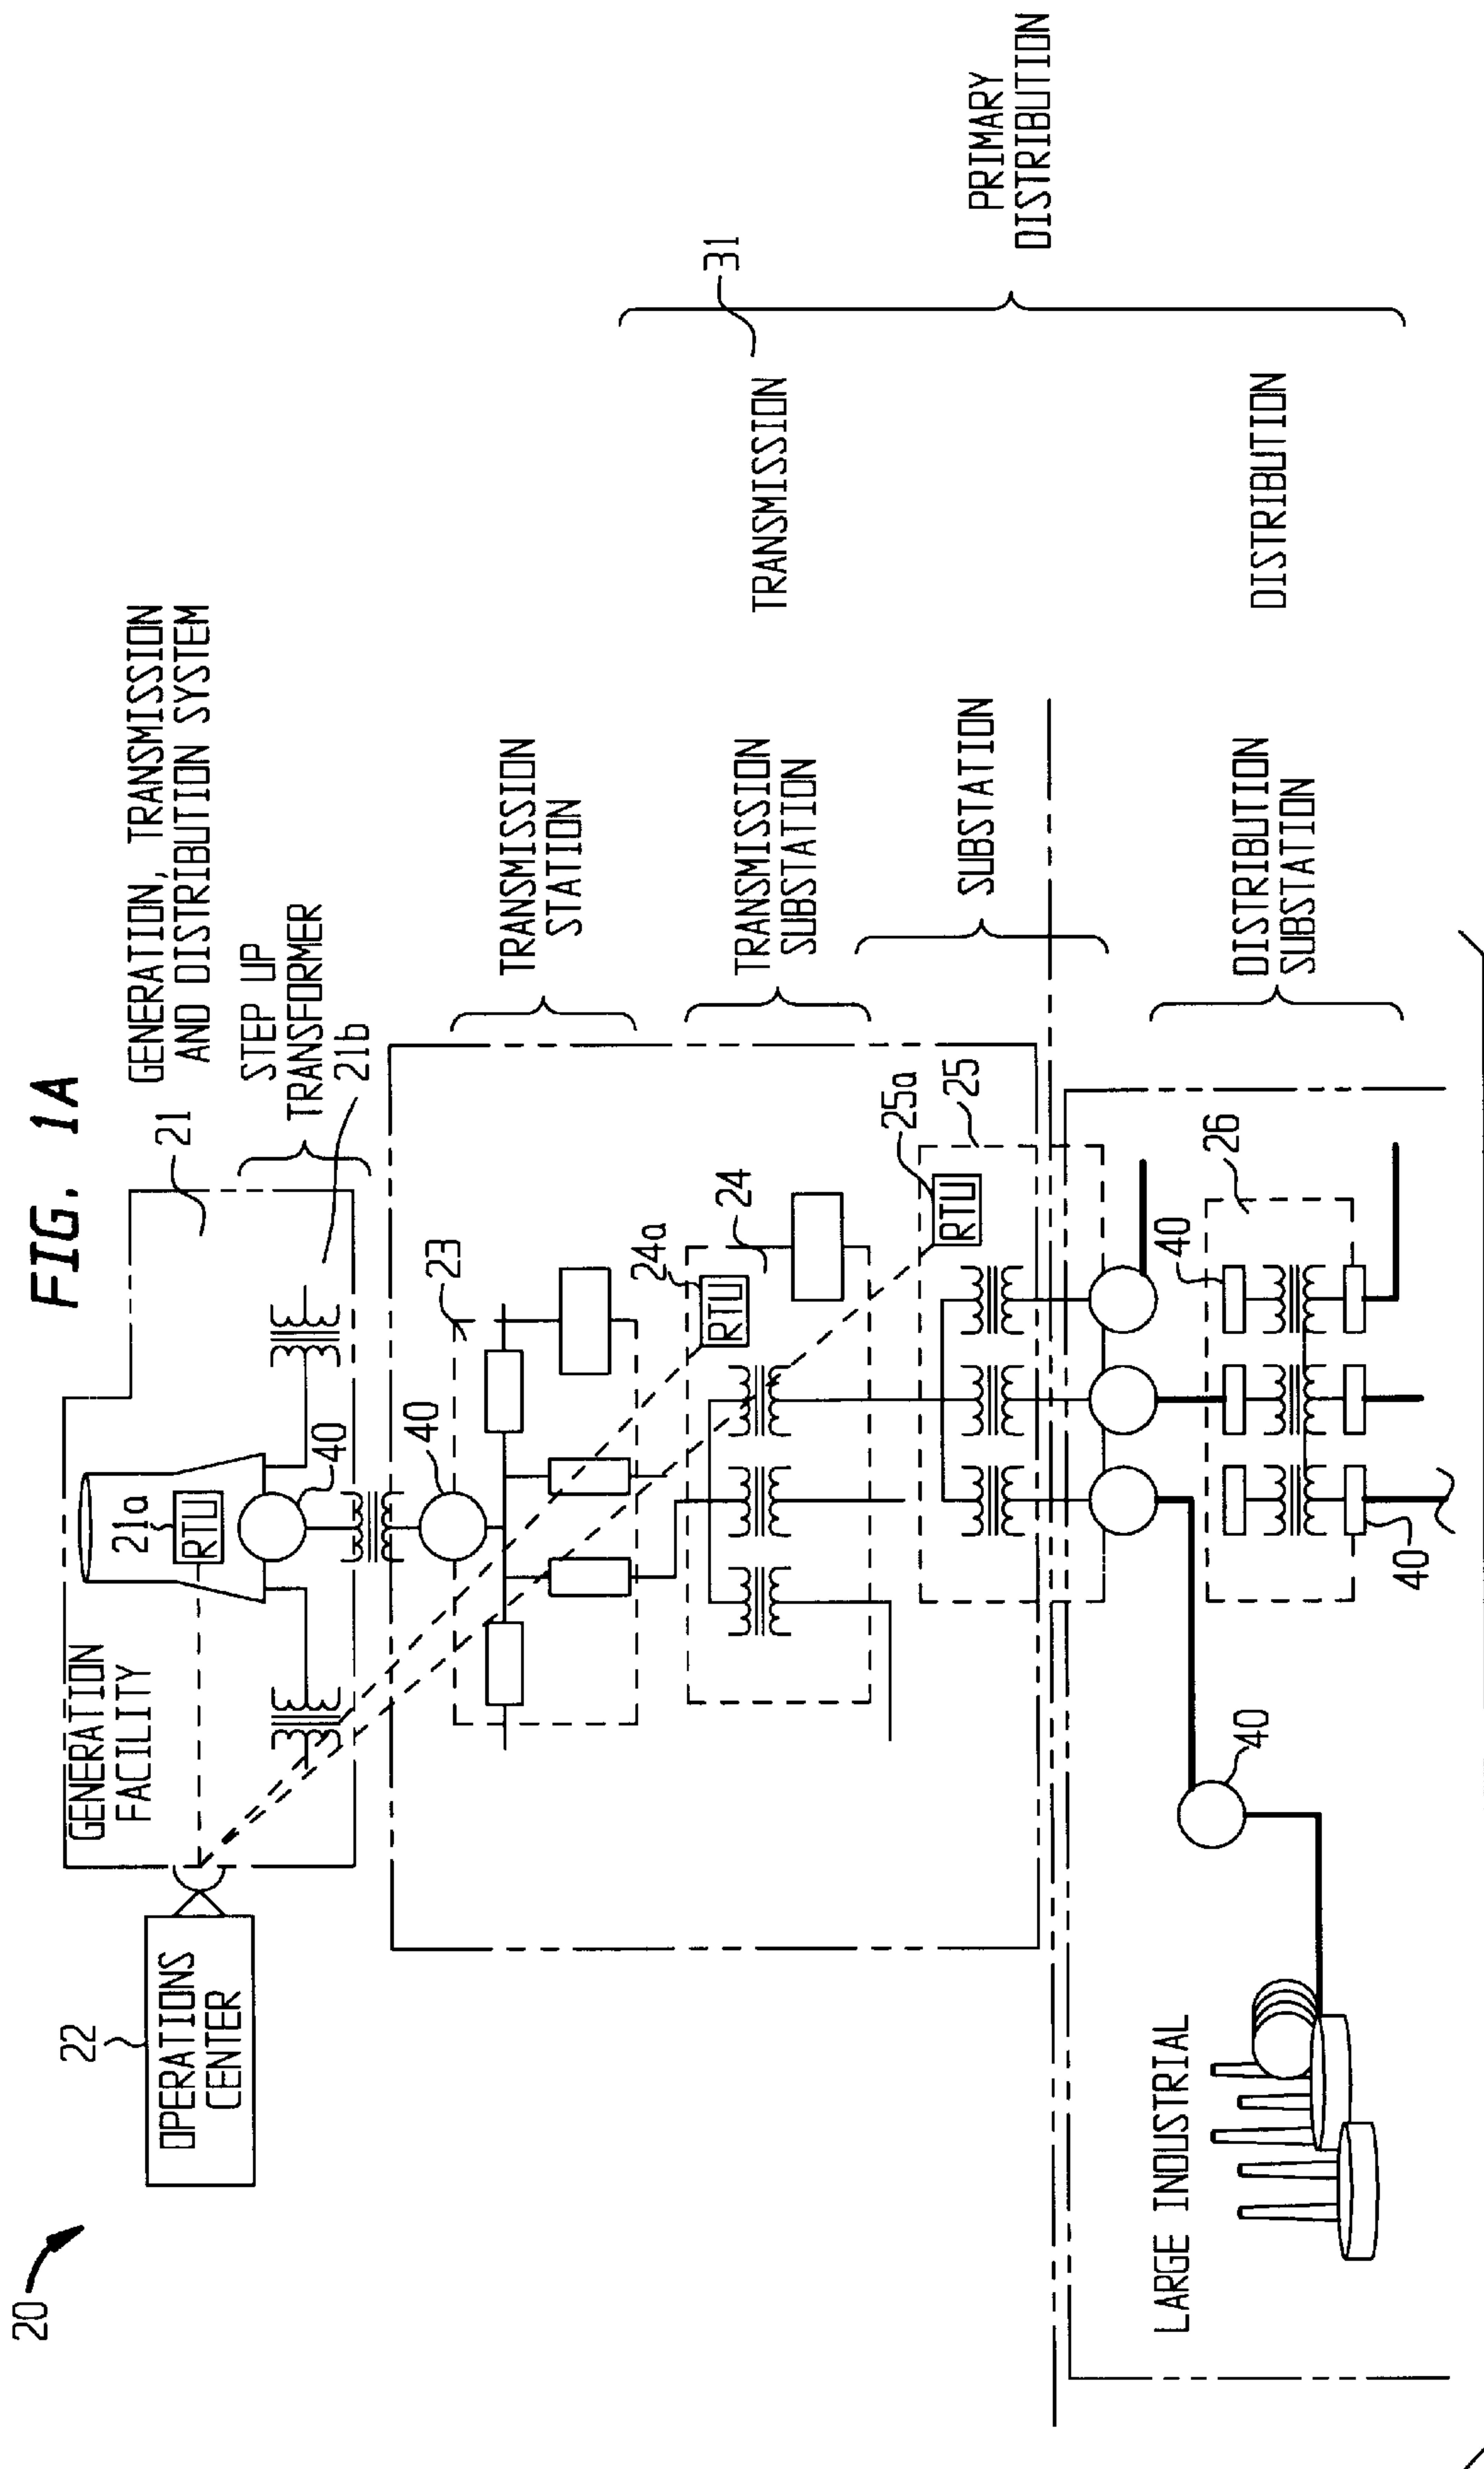 FIG. 1A
20
22
OPERATIONS
CENTER
GENERATION
FACILITY
21a
RTU
40
21
GENERATION, TRANSMISSION
AND DISTRIBUTION SYSTEM
STEP UP
TRANSFORMER
21b
40
23
TRANSMISSION
STATION
24a
RTU
24
TRANSMISSION
SUBSTATION
TRANSMISSION
31
25a
RTU
25
SUBSTATION
PRIMARY
DISTRIBUTION
LARGE INDUSTRIAL
40
40
40
26
DISTRIBUTION
SUBSTATION
DISTRIBUTION